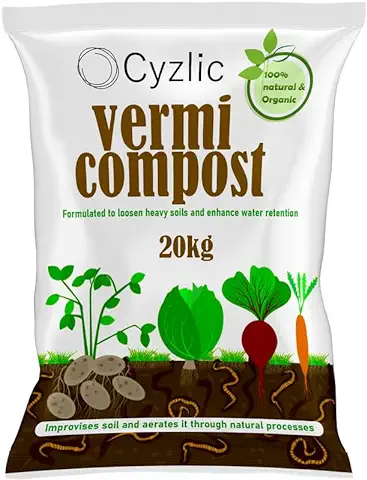 Cyzlic
100%
natural &
Organic
vermi
compost
Formulated to loosen heavy soils and enhance water retention
20kg
Improvises soil and aerates it through natural processes